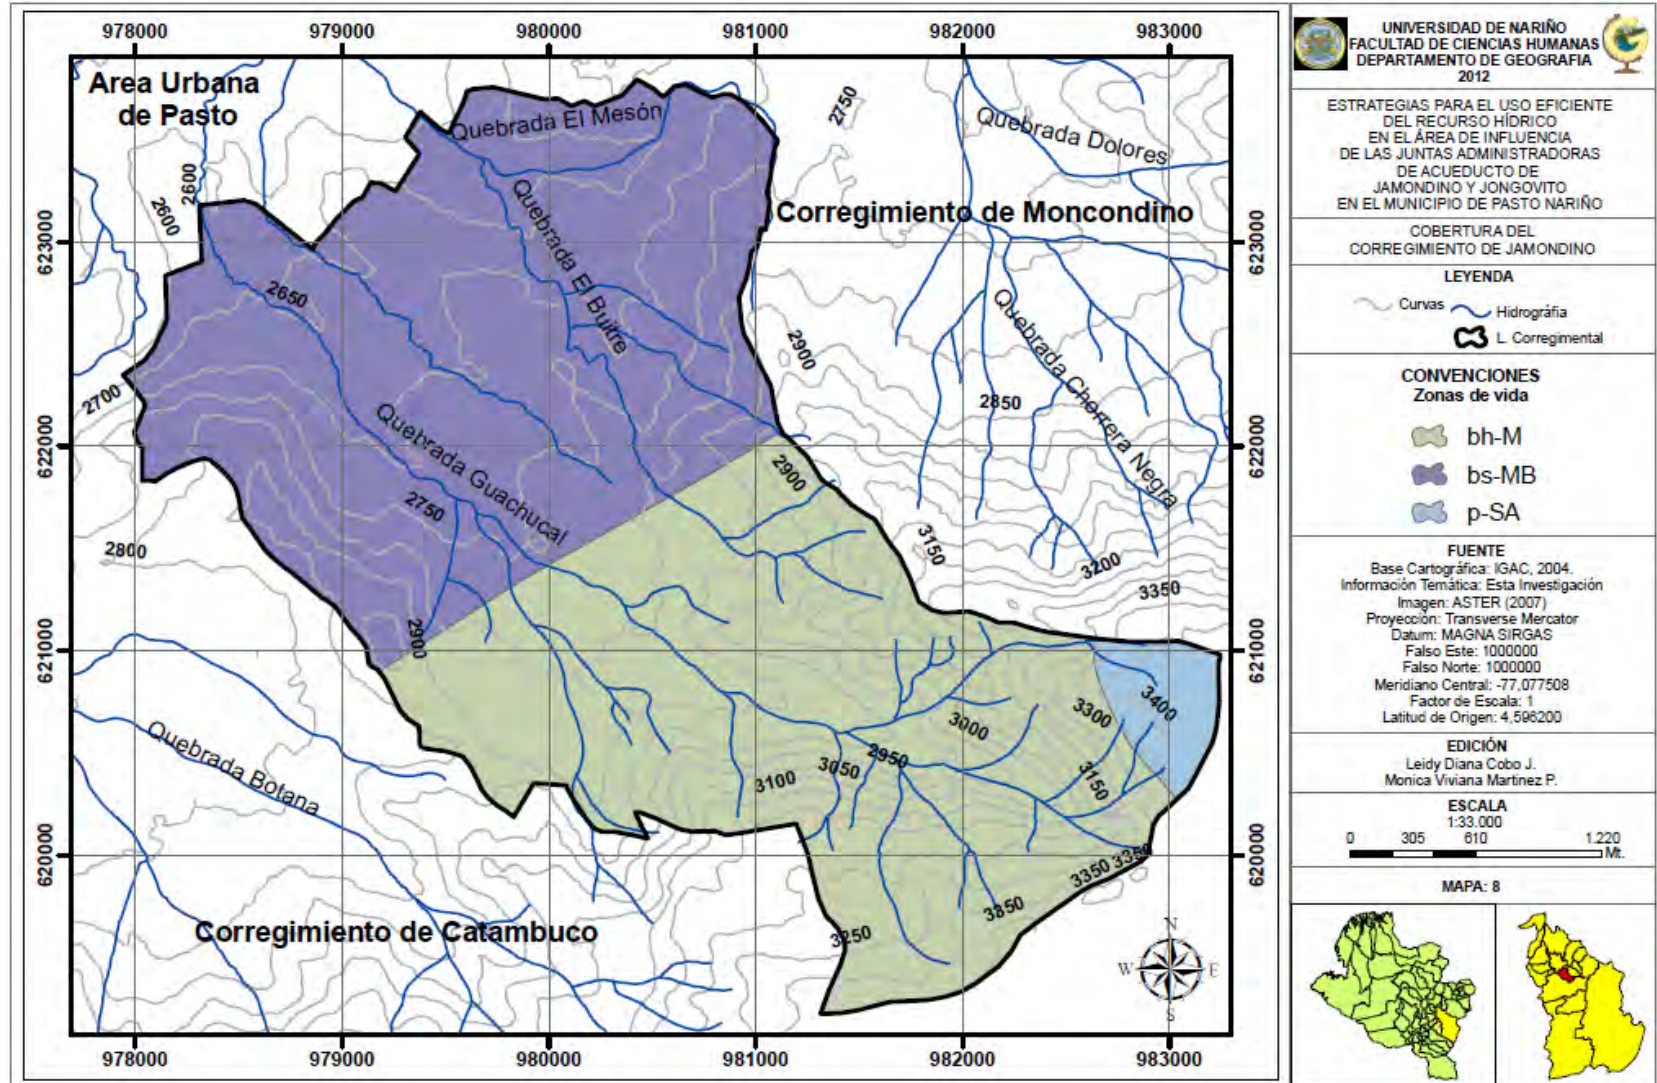 978000 979000 980000 981000 982000 983000
Area Urbana
de Pasto
Quebrada El Mesón
2750
Quebrada Dolores
2600
2600
Quebrada El Buitre
Corregimiento de Moncondino
623000
623000
2650
Quebrada Chorrera Negra
2900
2700
2850
Quebrada Guachucal
622000
622000
2900
2750
2800
3150
3200
3350
2900
621000
621000
3400
3300
3000
Quebrada Botana
2950
3050
3100
3150
620000
620000
3350
3350
3350
3250
Corregimiento de Catambuco
N
W E
S
978000 979000 980000 981000 982000 983000
UNIVERSIDAD DE NARIÑO
FACULTAD DE CIENCIAS HUMANAS
DEPARTAMENTO DE GEOGRAFIA
2012
ESTRATEGIAS PARA EL USO EFICIENTE
DEL RECURSO HÍDRICO
EN EL ÁREA DE INFLUENCIA
DE LAS JUNTAS ADMINISTRADORAS
DE ACUEDUCTO DE
JAMONDINO Y JONGOVITO
EN EL MUNICIPIO DE PASTO NARIÑO
COBERTURA DEL
CORREGIMIENTO DE JAMONDINO
LEYENDA
Curvas Hidrográfia
L. Corregimental
CONVENCIONES
Zonas de vida
bh-M
bs-MB
p-SA
FUENTE
Base Cartográfica: IGAC, 2004.
Información Temática: Esta Investigación
Imagen: ASTER (2007)
Proyección: Transverse Mercator
Datum: MAGNA SIRGAS
Falso Este: 1000000
Falso Norte: 1000000
Meridiano Central: -77,077508
Factor de Escala: 1
Latitud de Origen: 4,596200
EDICIÓN
Leidy Diana Cobo J.
Monica Viviana Martinez P.
ESCALA
1:33.000
0 305 610 1.220
Mt.
MAPA: 8